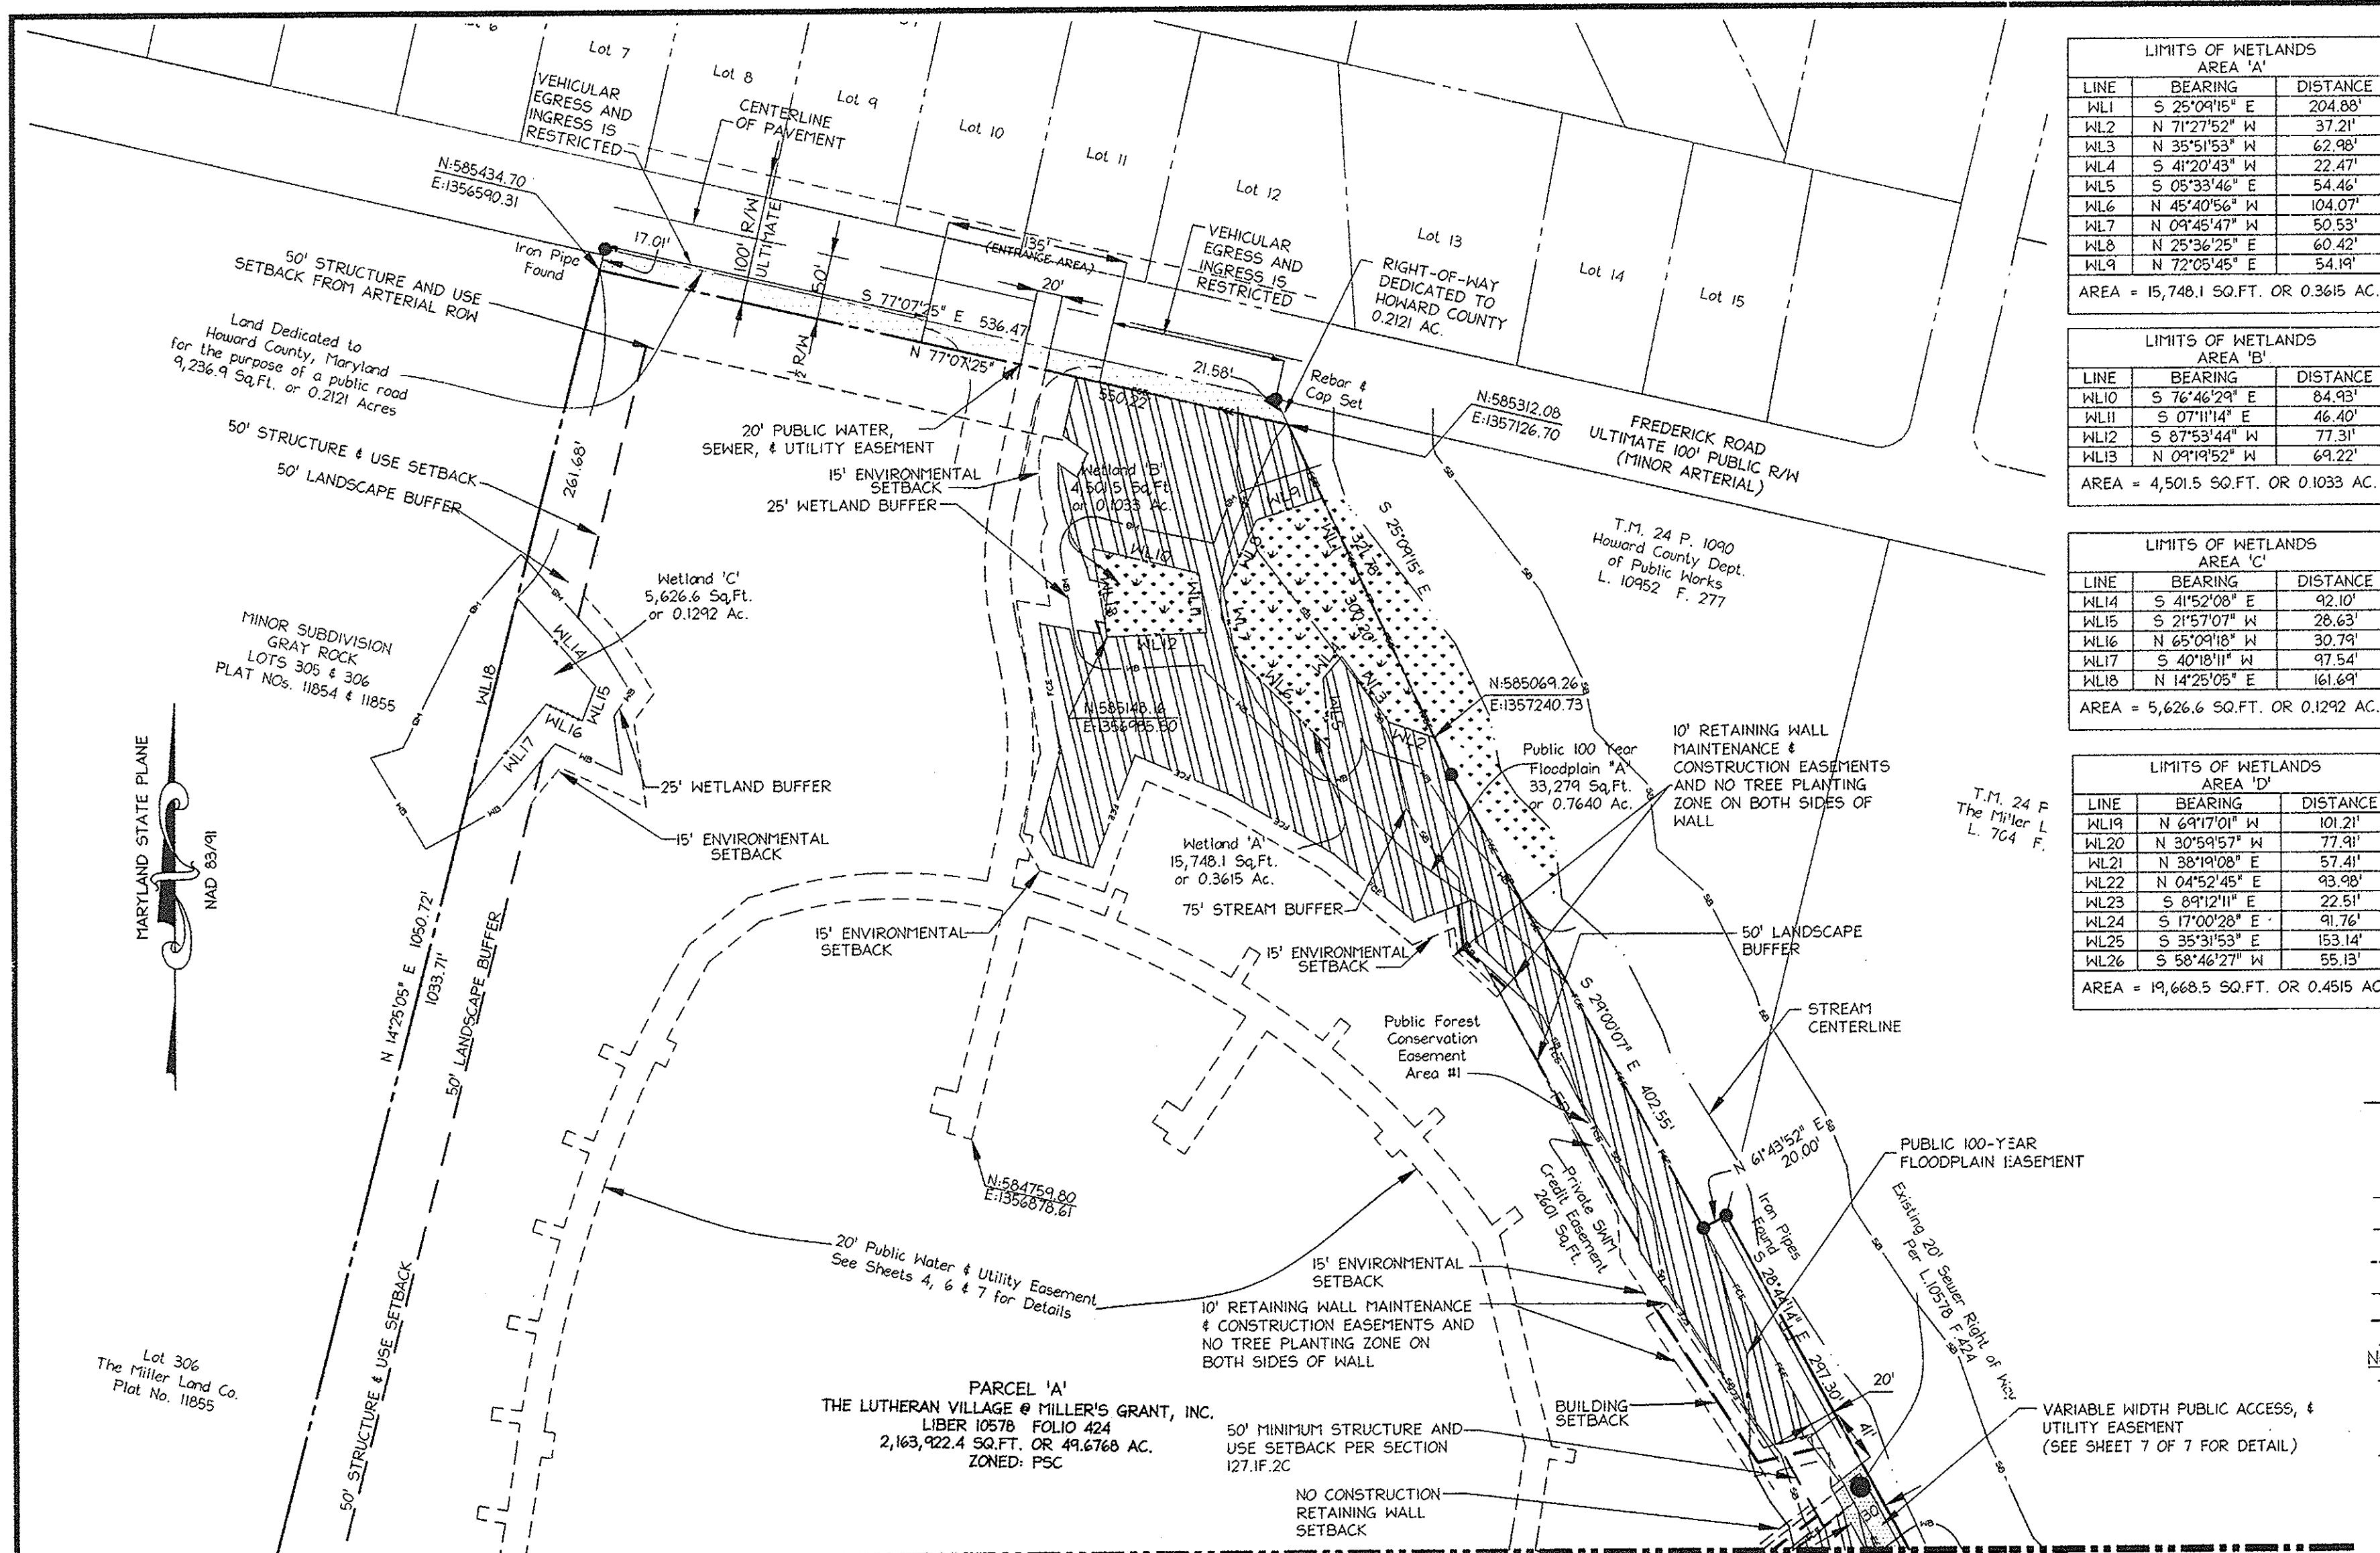 Lot 7
Lot 8
Lot 9
Lot 10
Lot 11
Lot 12
Lot 13
Lot 14
Lot 15
VEHICULAR
EGRESS AND
INGRESS IS
RESTRICTED
CENTERLINE
OF PAVEMENT
N:585434.70
E:1356590.31
Iron Pipe
Found
17.01'
100' R/W
ULTIMATE
50'
½ R/W
135'
(ENTRANCE AREA)
20'
VEHICULAR
EGRESS AND
INGRESS IS
RESTRICTED
RIGHT-OF-WAY
DEDICATED TO
HOWARD COUNTY
0.2121 AC.
50' STRUCTURE AND USE
SETBACK FROM ARTERIAL ROW
S 77°07'25" E 536.47'
N 77°07'25" W
550.22'
21.58'
Rebar &
Cap Set
N:585312.08
E:1357126.70
FREDERICK ROAD
ULTIMATE 100' PUBLIC R/W
(MINOR ARTERIAL)
Land Dedicated to
Howard County, Maryland
for the purpose of a public road
9,236.9 Sq.Ft. or 0.2121 Acres
50' STRUCTURE & USE SETBACK
50' LANDSCAPE BUFFER
261.68'
20' PUBLIC WATER,
SEWER, & UTILITY EASEMENT
15' ENVIRONMENTAL
SETBACK
25' WETLAND BUFFER
Wetland 'B'
4,501.5 Sq.Ft.
or 0.1033 Ac.
WL10
WL11
WL12
WL13
WL9
WL8
WL1
WL7
WL6
WL5
WL4
WL3
WL2
321.78'
300.20'
S 25°09'15" E
T.M. 24 P. 1090
Howard County Dept.
of Public Works
L. 10952 F. 277
Wetland 'C'
5,626.6 Sq.Ft.
or 0.1292 Ac.
MINOR SUBDIVISION
GRAY ROCK
LOTS 305 & 306
PLAT NOs. 11854 & 11855
WL18
WL14
WL15
WL16
WL17
25' WETLAND BUFFER
15' ENVIRONMENTAL
SETBACK
MARYLAND STATE PLANE
NAD 83/91
N:585069.26
E:1357240.73
Public 100 Year
Floodplain "A"
33,279 Sq.Ft.
or 0.7640 Ac.
10' RETAINING WALL
MAINTENANCE &
CONSTRUCTION EASEMENTS
AND NO TREE PLANTING
ZONE ON BOTH SIDES OF
WALL
T.M. 24 P
The Miller L
L. 764 F.
Wetland 'A'
15,748.1 Sq.Ft.
or 0.3615 Ac.
75' STREAM BUFFER
15' ENVIRONMENTAL
SETBACK
15' ENVIRONMENTAL
SETBACK
50' LANDSCAPE
BUFFER
STREAM
CENTERLINE
N 14°25'05" E 1050.72'
1033.71'
50' LANDSCAPE BUFFER
Public Forest
Conservation
Easement
Area #1
S 29°00'07" E 402.55'
N 61°43'52" E
20.00'
PUBLIC 100-YEAR
FLOODPLAIN EASEMENT
Iron Pipes
Found
S 28°44'14" E 297.30'
Existing 20' Sewer Right of Way
Per L.10578 F.424
Private SWM
Credit Easement
2601 Sq.Ft.
N:584759.80
E:1356878.61
20' Public Water & Utility Easement
See Sheets 4, 6 & 7 for Details
15' ENVIRONMENTAL
SETBACK
10' RETAINING WALL MAINTENANCE
& CONSTRUCTION EASEMENTS AND
NO TREE PLANTING ZONE ON
BOTH SIDES OF WALL
50' STRUCTURE & USE SETBACK
Lot 306
The Miller Land Co.
Plat No. 11855
PARCEL 'A'
THE LUTHERAN VILLAGE @ MILLER'S GRANT, INC.
LIBER 10578 FOLIO 424
2,163,922.4 SQ.FT. OR 49.6768 AC.
ZONED: PSC
50' MINIMUM STRUCTURE AND
USE SETBACK PER SECTION
127.1F.2C
BUILDING
SETBACK
NO CONSTRUCTION
RETAINING WALL
SETBACK
20'
41'
30'
VARIABLE WIDTH PUBLIC ACCESS, &
UTILITY EASEMENT
(SEE SHEET 7 OF 7 FOR DETAIL)
LIMITS OF WETLANDS
AREA 'A'
LINE BEARING DISTANCE
WL1 S 25°09'15" E 204.88'
WL2 N 71°27'52" W 37.21'
WL3 N 35°51'53" W 62.98'
WL4 S 41°20'43" W 22.47'
WL5 S 05°33'46" E 54.46'
WL6 N 45°40'56" W 104.07'
WL7 N 09°45'47" W 50.53'
WL8 N 25°36'25" E 60.42'
WL9 N 72°05'45" E 54.19'
AREA = 15,748.1 SQ.FT. OR 0.3615 AC.
LIMITS OF WETLANDS
AREA 'B'
LINE BEARING DISTANCE
WL10 S 76°46'29" E 84.93'
WL11 S 07°11'14" E 46.40'
WL12 S 87°53'44" W 77.31'
WL13 N 09°19'52" W 69.22'
AREA = 4,501.5 SQ.FT. OR 0.1033 AC.
LIMITS OF WETLANDS
AREA 'C'
LINE BEARING DISTANCE
WL14 S 41°52'08" E 92.10'
WL15 S 21°57'07" W 28.63'
WL16 N 65°09'18" W 30.79'
WL17 S 40°18'11" W 97.54'
WL18 N 14°25'05" E 161.69'
AREA = 5,626.6 SQ.FT. OR 0.1292 AC.
LIMITS OF WETLANDS
AREA 'D'
LINE BEARING DISTANCE
WL19 N 69°17'01" W 101.21'
WL20 N 30°59'57" W 77.91'
WL21 N 38°19'08" E 57.41'
WL22 N 04°52'45" E 93.98'
WL23 S 89°12'11" E 22.51'
WL24 S 17°00'28" E 91.76'
WL25 S 35°31'53" E 153.14'
WL26 S 58°46'27" W 55.13'
AREA = 19,668.5 SQ.FT. OR 0.4515 AC